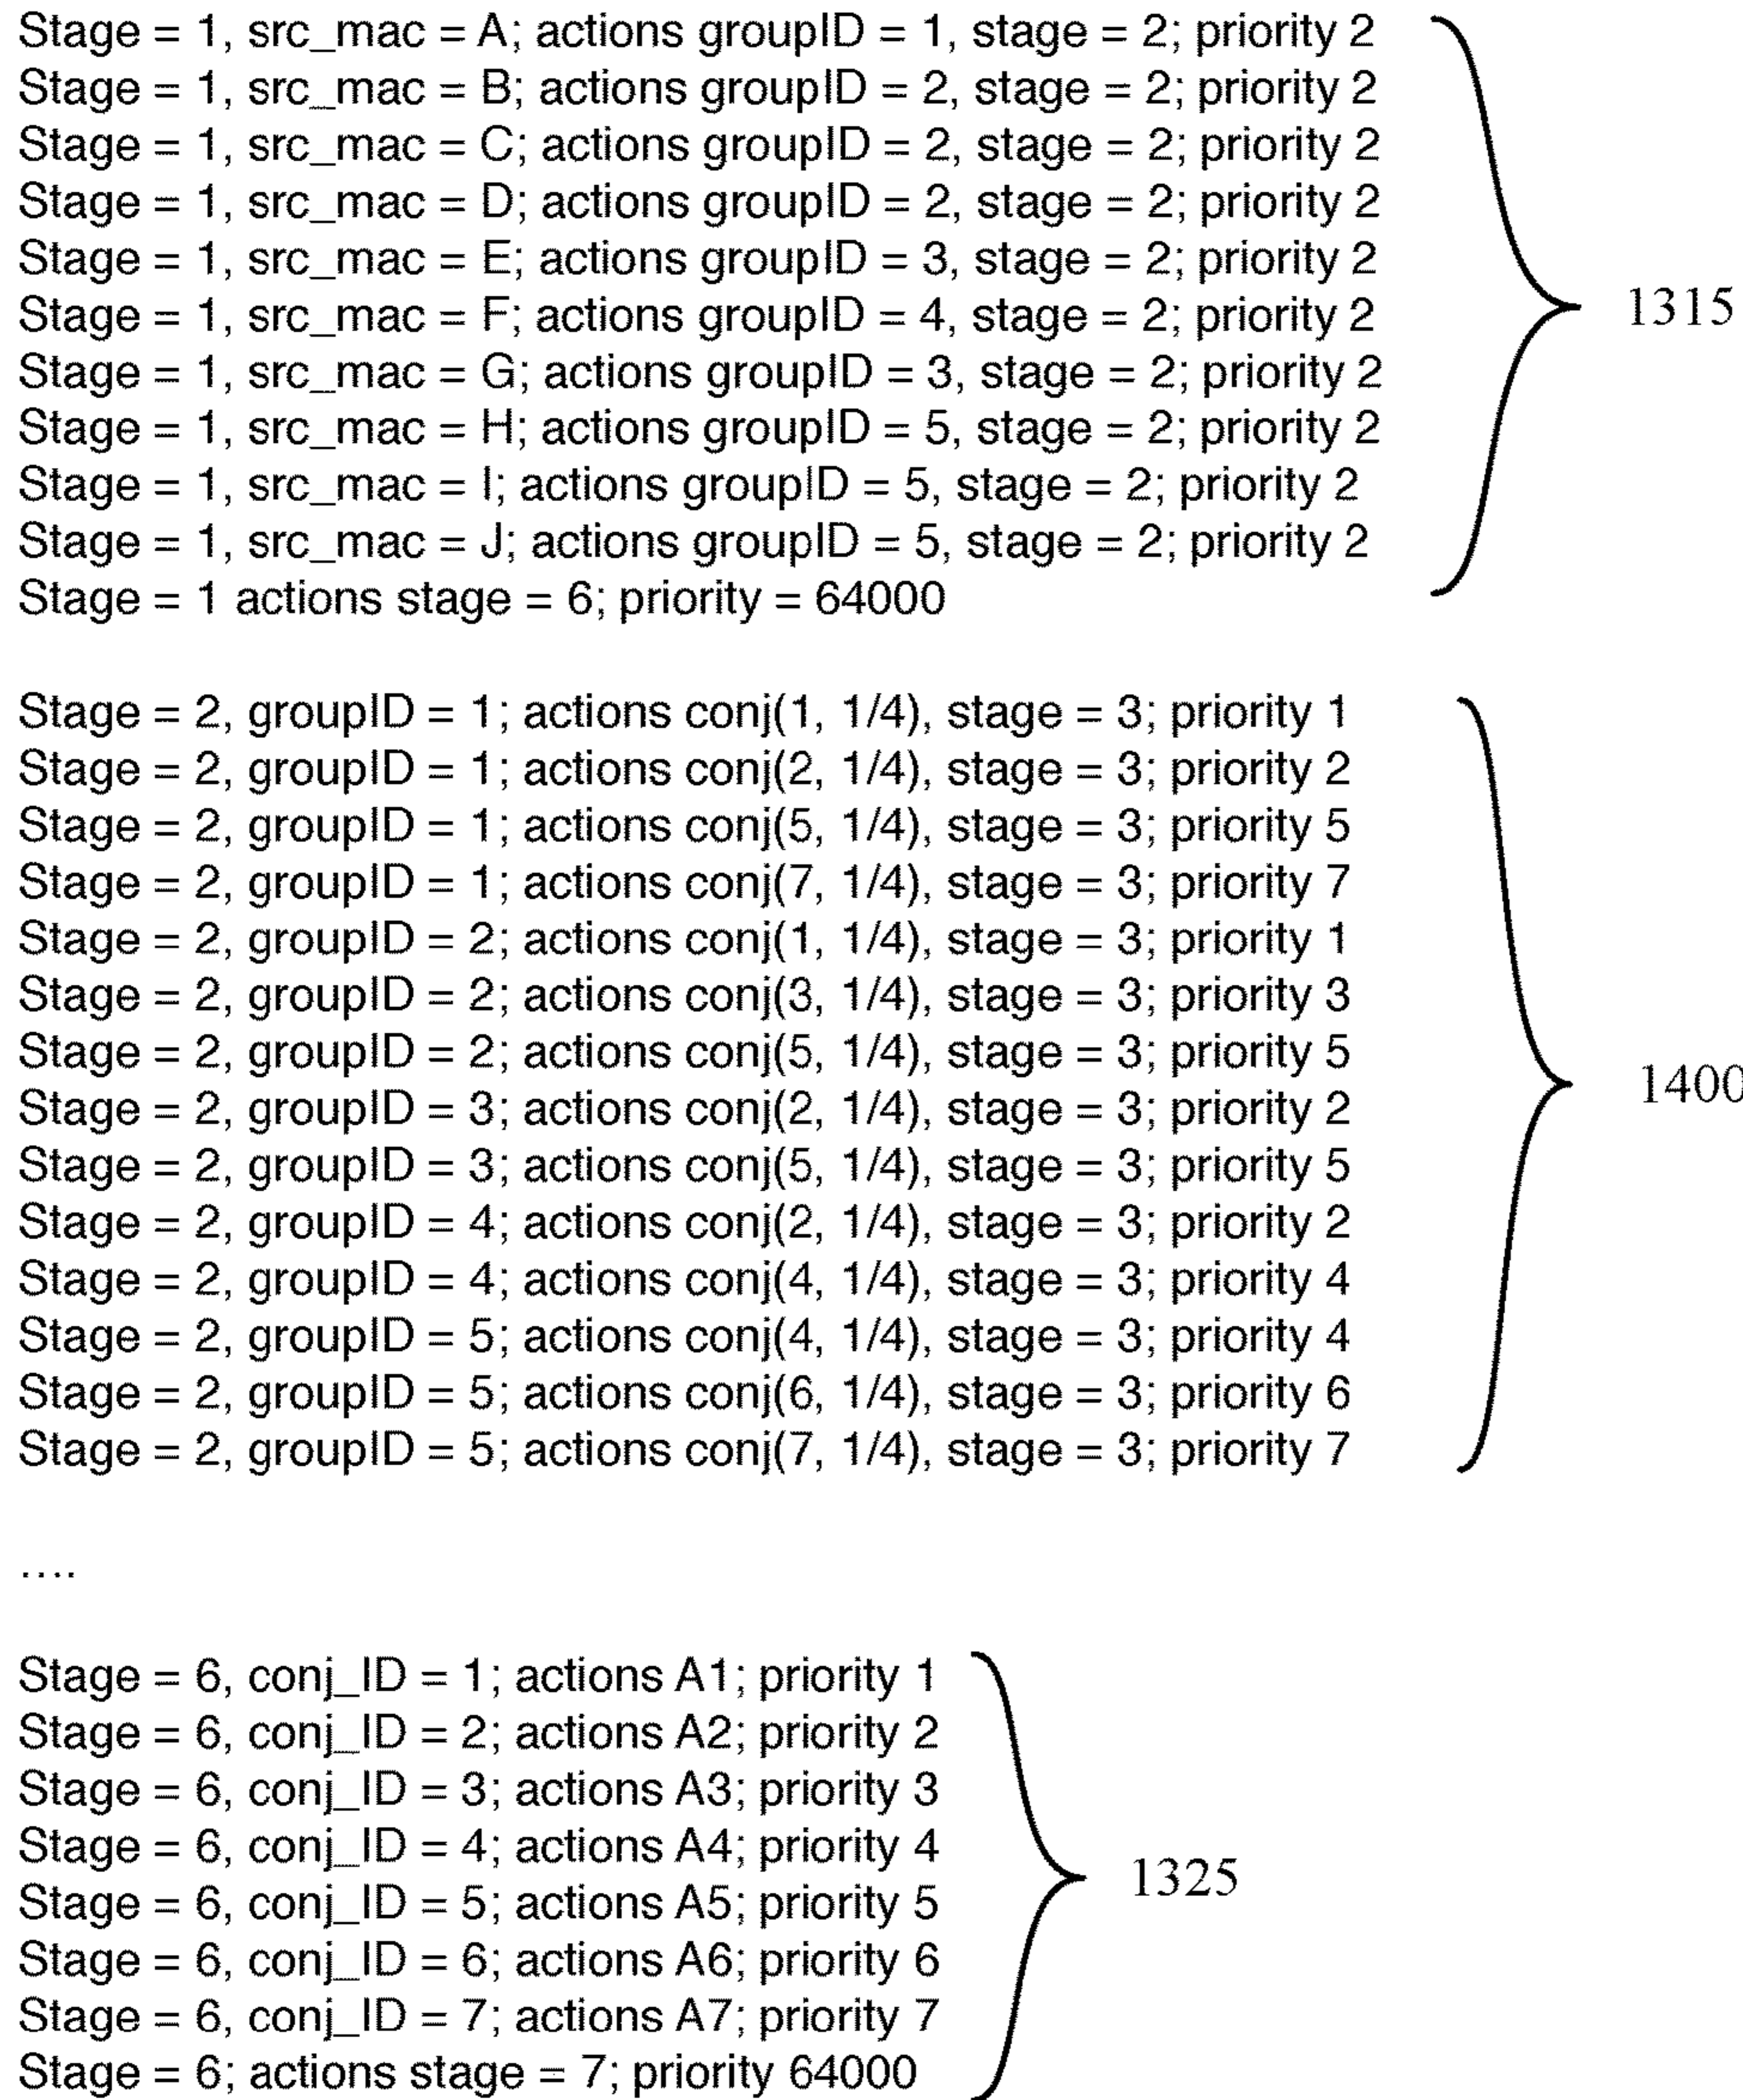 Stage = 1, src_mac = A; actions groupID = 1, stage = 2; priority 2
Stage = 1, src_mac = B; actions groupID = 2, stage = 2; priority 2
Stage = 1, src_mac = C; actions groupID = 2, stage = 2; priority 2
Stage = 1, src_mac = D; actions groupID = 2, stage = 2; priority 2
Stage = 1, src_mac = E; actions groupID = 3, stage = 2; priority 2
Stage = 1, src_mac = F; actions groupID = 4, stage = 2; priority 2
Stage = 1, src_mac = G; actions groupID = 3, stage = 2; priority 2
Stage = 1, src_mac = H; actions groupID = 5, stage = 2; priority 2
Stage = 1, src_mac = I; actions groupID = 5, stage = 2; priority 2
Stage = 1, src_mac = J; actions groupID = 5, stage = 2; priority 2
Stage = 1 actions stage = 6; priority = 64000
1315
Stage = 2, groupID = 1; actions conj(1, 1/4), stage = 3; priority 1
Stage = 2, groupID = 1; actions conj(2, 1/4), stage = 3; priority 2
Stage = 2, groupID = 1; actions conj(5, 1/4), stage = 3; priority 5
Stage = 2, groupID = 1; actions conj(7, 1/4), stage = 3; priority 7
Stage = 2, groupID = 2; actions conj(1, 1/4), stage = 3; priority 1
Stage = 2, groupID = 2; actions conj(3, 1/4), stage = 3; priority 3
Stage = 2, groupID = 2; actions conj(5, 1/4), stage = 3; priority 5
Stage = 2, groupID = 3; actions conj(2, 1/4), stage = 3; priority 2
Stage = 2, groupID = 3; actions conj(5, 1/4), stage = 3; priority 5
Stage = 2, groupID = 4; actions conj(2, 1/4), stage = 3; priority 2
Stage = 2, groupID = 4; actions conj(4, 1/4), stage = 3; priority 4
Stage = 2, groupID = 5; actions conj(4, 1/4), stage = 3; priority 4
Stage = 2, groupID = 5; actions conj(6, 1/4), stage = 3; priority 6
Stage = 2, groupID = 5; actions conj(7, 1/4), stage = 3; priority 7
1400
....
Stage = 6, conj_ID = 1; actions A1; priority 1
Stage = 6, conj_ID = 2; actions A2; priority 2
Stage = 6, conj_ID = 3; actions A3; priority 3
Stage = 6, conj_ID = 4; actions A4; priority 4
Stage = 6, conj_ID = 5; actions A5; priority 5
Stage = 6, conj_ID = 6; actions A6; priority 6
Stage = 6, conj_ID = 7; actions A7; priority 7
Stage = 6; actions stage = 7; priority 64000
1325